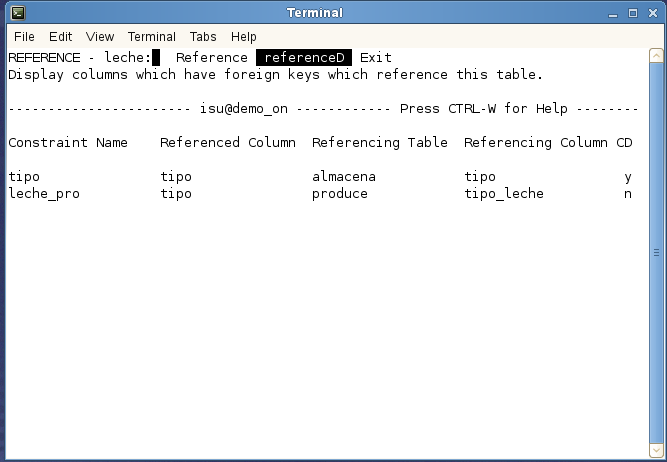 Terminal
File Edit View Terminal Tabs Help
REFERENCE - leche: Reference referenceD Exit
Display columns which have foreign keys which reference this table.
----------------------- isu@demo_on ------------ Press CTRL-W for Help --------
Constraint Name Referenced Column Referencing Table Referencing Column CD
tipo tipo almacena tipo y
leche_pro tipo produce tipo_leche n